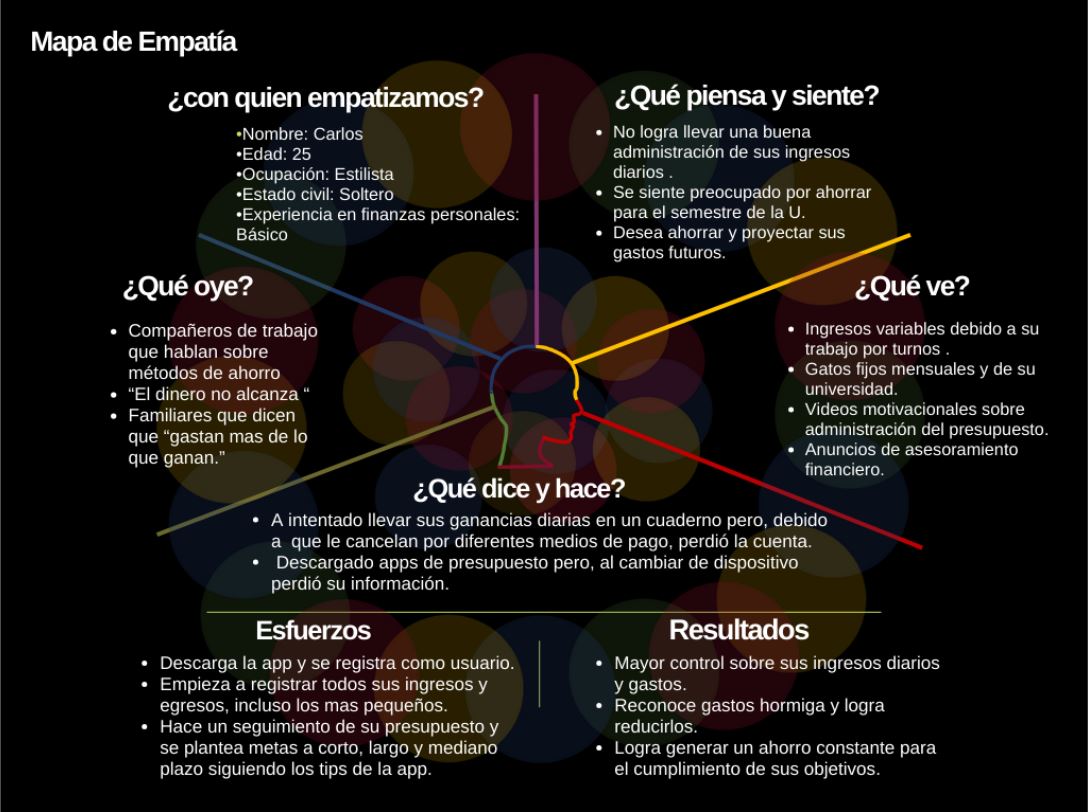 Mapa de Empatía
¿con quien empatizamos?
•Nombre: Carlos
•Edad: 25
•Ocupación: Estilista
•Estado civil: Soltero
•Experiencia en finanzas personales:
Básico
¿Qué piensa y siente?
• No logra llevar una buena
administración de sus ingresos
diarios .
• Se siente preocupado por ahorrar
para el semestre de la U.
• Desea ahorrar y proyectar sus
gastos futuros.
¿Qué oye?
• Compañeros de trabajo
que hablan sobre
métodos de ahorro
• “El dinero no alcanza “
• Familiares que dicen
que “gastan mas de lo
que ganan.”
¿Qué ve?
• Ingresos variables debido a su
trabajo por turnos .
• Gatos fijos mensuales y de su
universidad.
• Videos motivacionales sobre
administración del presupuesto.
• Anuncios de asesoramiento
financiero.
¿Qué dice y hace?
• A intentado llevar sus ganancias diarias en un cuaderno pero, debido
a  que le cancelan por diferentes medios de pago, perdió la cuenta.
• Descargado apps de presupuesto pero, al cambiar de dispositivo
perdió su información.
Esfuerzos
• Descarga la app y se registra como usuario.
• Empieza a registrar todos sus ingresos y
egresos, incluso los mas pequeños.
• Hace un seguimiento de su presupuesto y
se plantea metas a corto, largo y mediano
plazo siguiendo los tips de la app.
Resultados
• Mayor control sobre sus ingresos diarios
y gastos.
• Reconoce gastos hormiga y logra
reducirlos.
• Logra generar un ahorro constante para
el cumplimiento de sus objetivos.